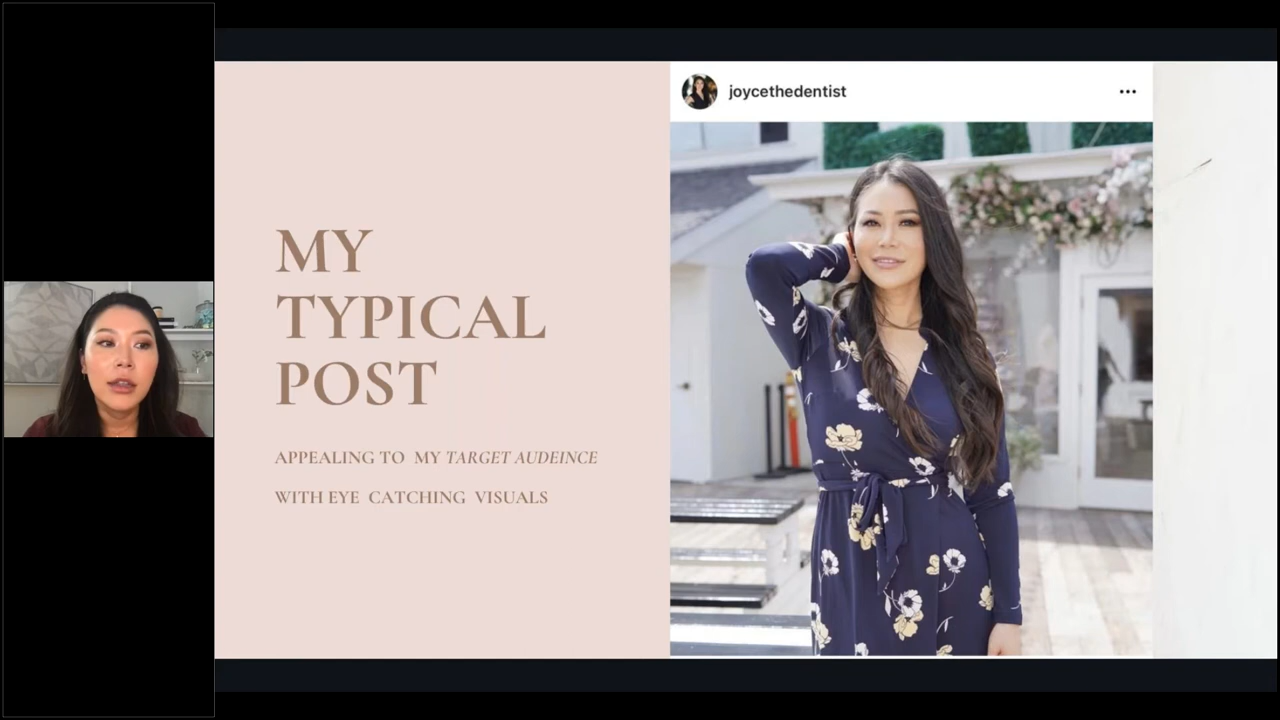 MY
TYPICAL
POST
APPEALING TO MY TARGET AUDEINCE
WITH EYE CATCHING VISUALS
joycethedentist